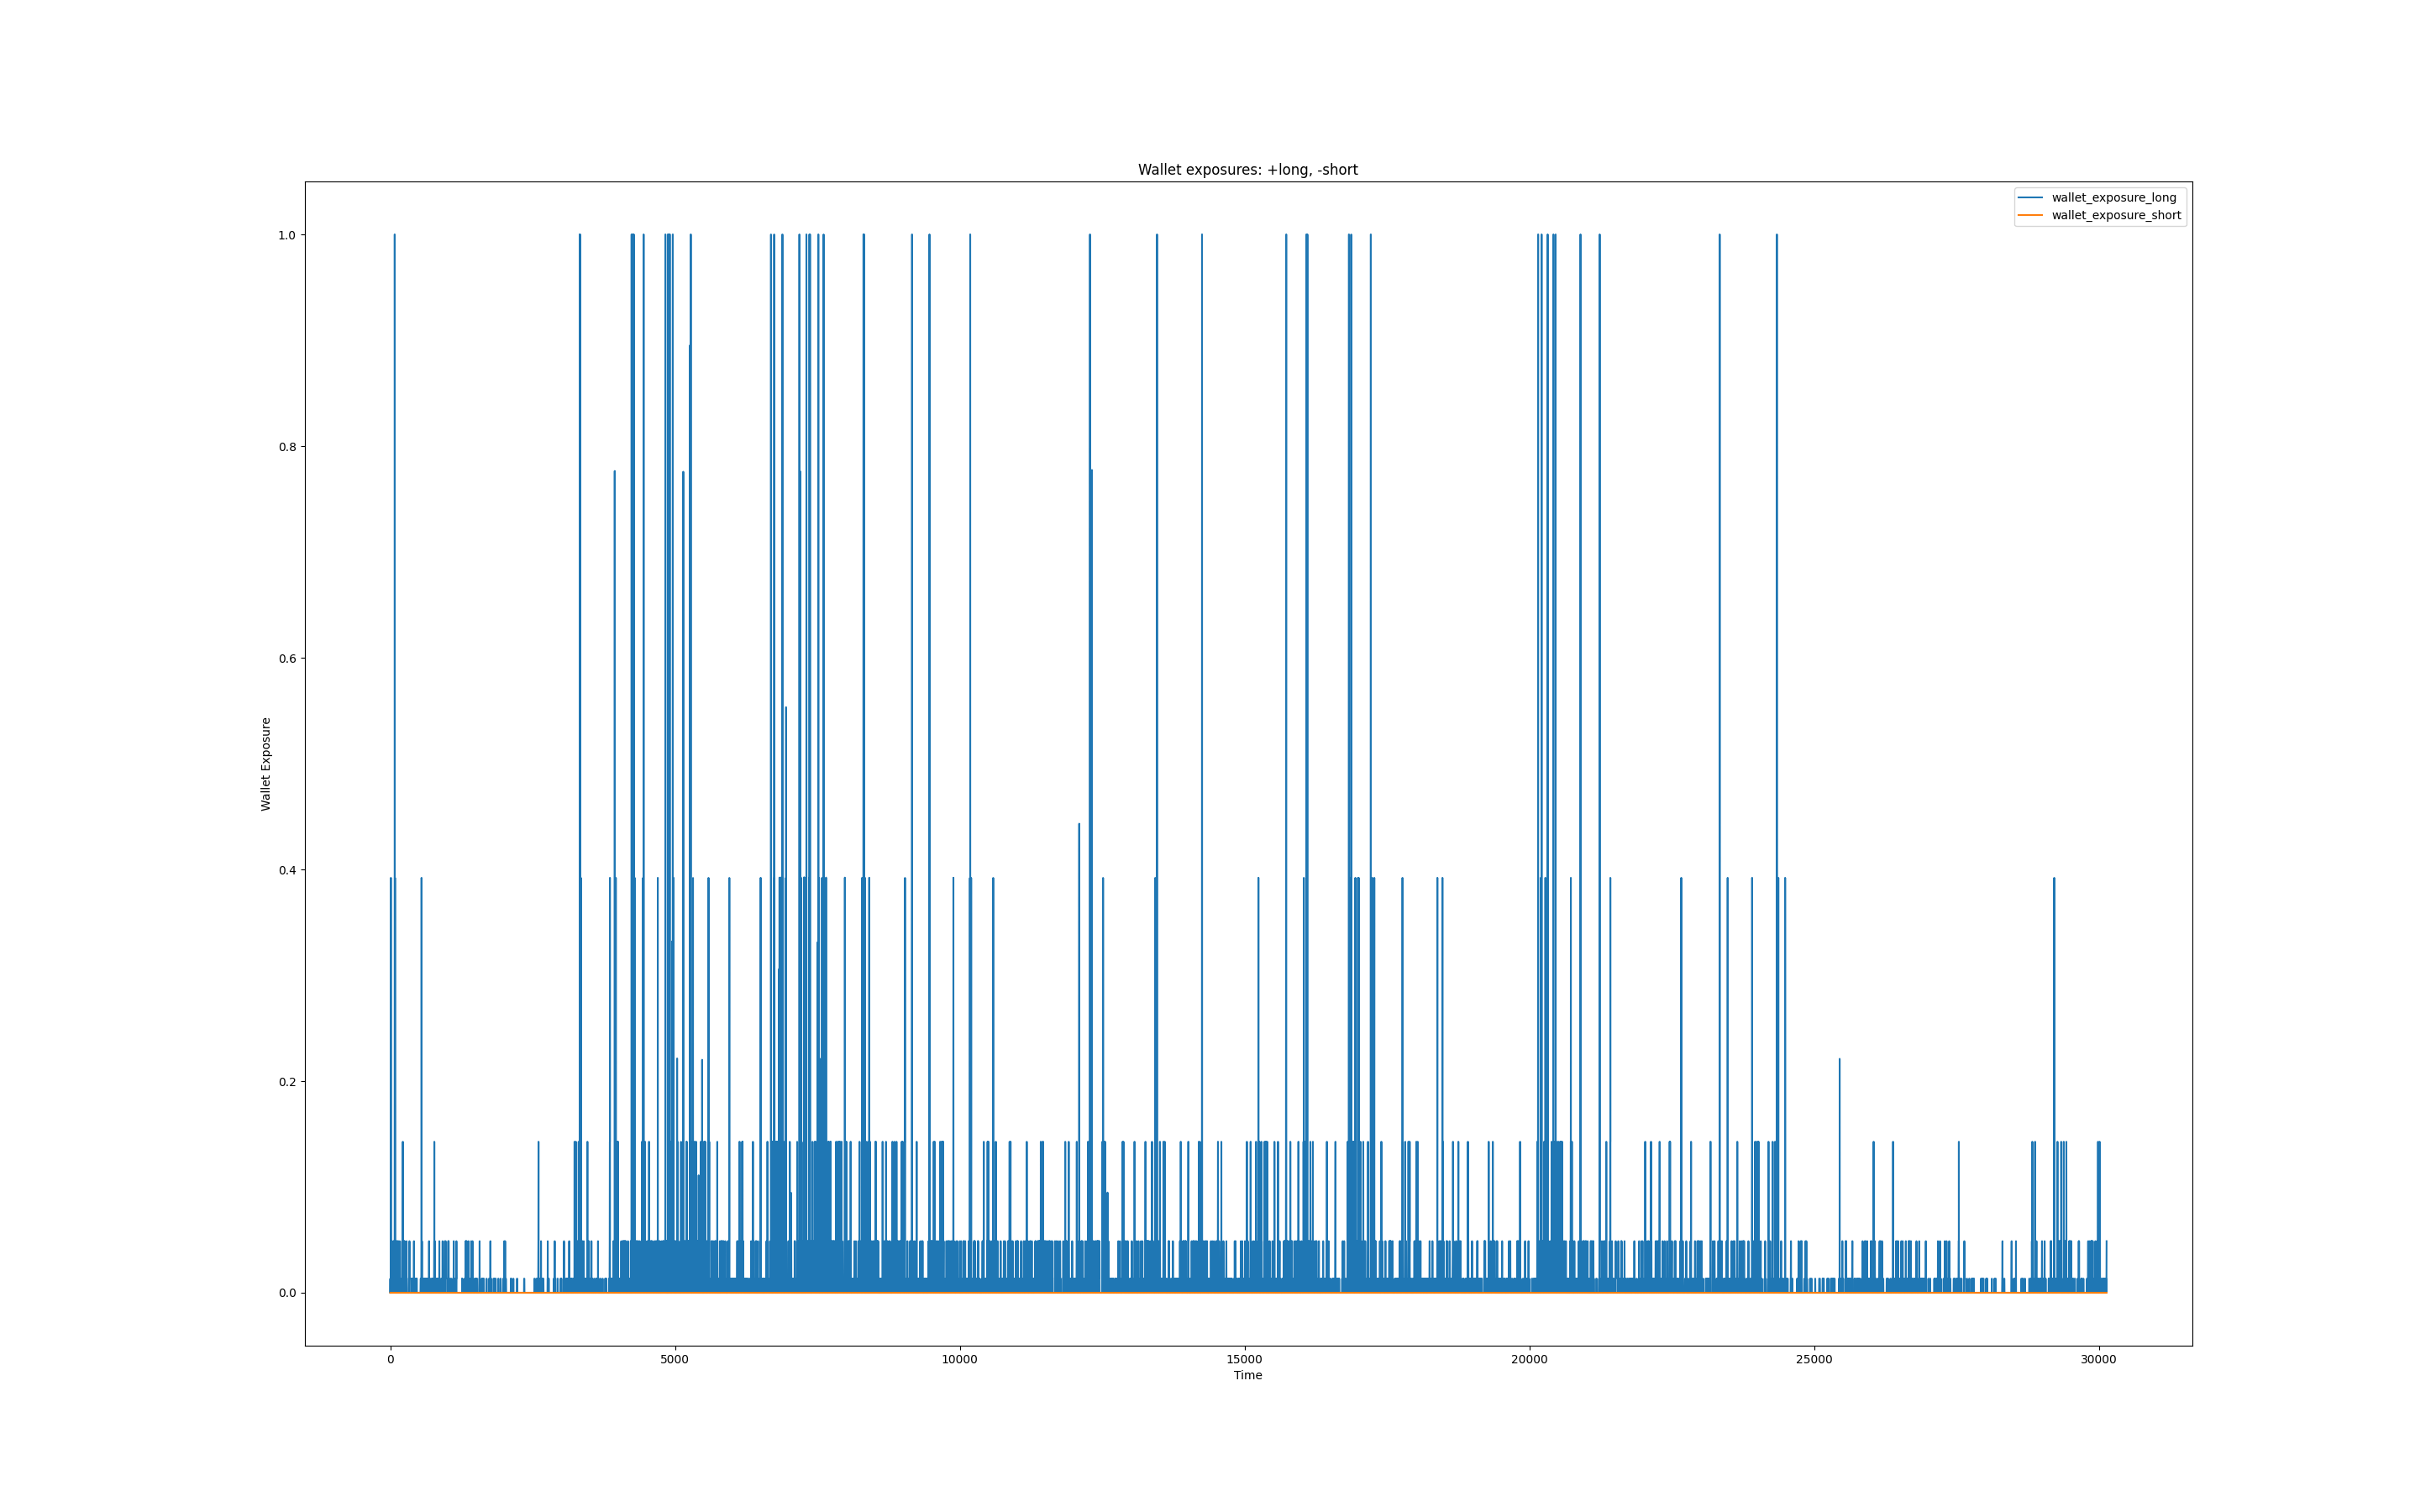 Wallet exposures: +long, -short
wallet_exposure_long
wallet_exposure_short
1.0
0.8
0.6
0.4
0.2
0.0
Wallet Exposure
0 5000 10000 15000 20000 25000 30000
Time